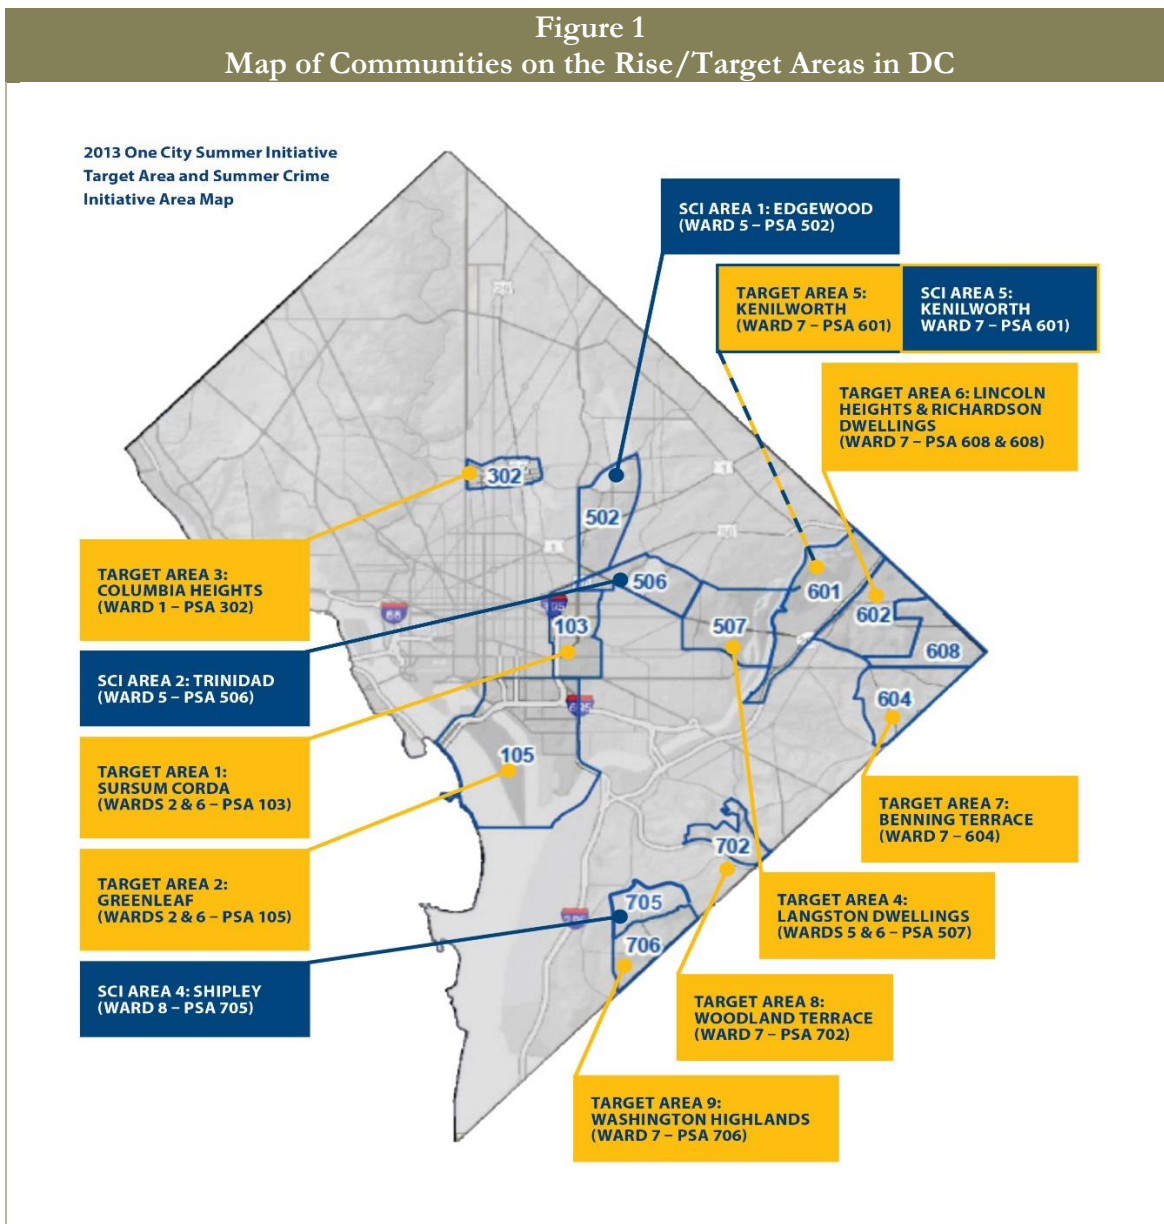 Figure 1
Map of Communities on the Rise/Target Areas in DC
2013 One City Summer Initiative
Target Area and Summer Crime
Initiative Area Map
SCI AREA 1: EDGEWOOD
(WARD 5 – PSA 502)
TARGET AREA 5:
KENILWORTH
(WARD 7 – PSA 601)
SCI AREA 5:
KENILWORTH
WARD 7 – PSA 601)
TARGET AREA 6: LINCOLN
HEIGHTS & RICHARDSON
DWELLINGS
(WARD 7 – PSA 608 & 608)
302
502
1
1
50
TARGET AREA 3:
COLUMBIA HEIGHTS
(WARD 1 – PSA 302)
506
601
602
66
103
507
608
SCI AREA 2: TRINIDAD
(WARD 5 – PSA 506)
604
695
105
TARGET AREA 1:
SURSUM CORDA
(WARDS 2 & 6 – PSA 103)
TARGET AREA 7:
BENNING TERRACE
(WARD 7 – 604)
702
TARGET AREA 2:
GREENLEAF
(WARDS 2 & 6 – PSA 105)
705
TARGET AREA 4:
LANGSTON DWELLINGS
(WARDS 5 & 6 – PSA 507)
706
SCI AREA 4: SHIPLEY
(WARD 8 – PSA 705)
TARGET AREA 8:
WOODLAND TERRACE
(WARD 7 – PSA 702)
TARGET AREA 9:
WASHINGTON HIGHLANDS
(WARD 7 – PSA 706)